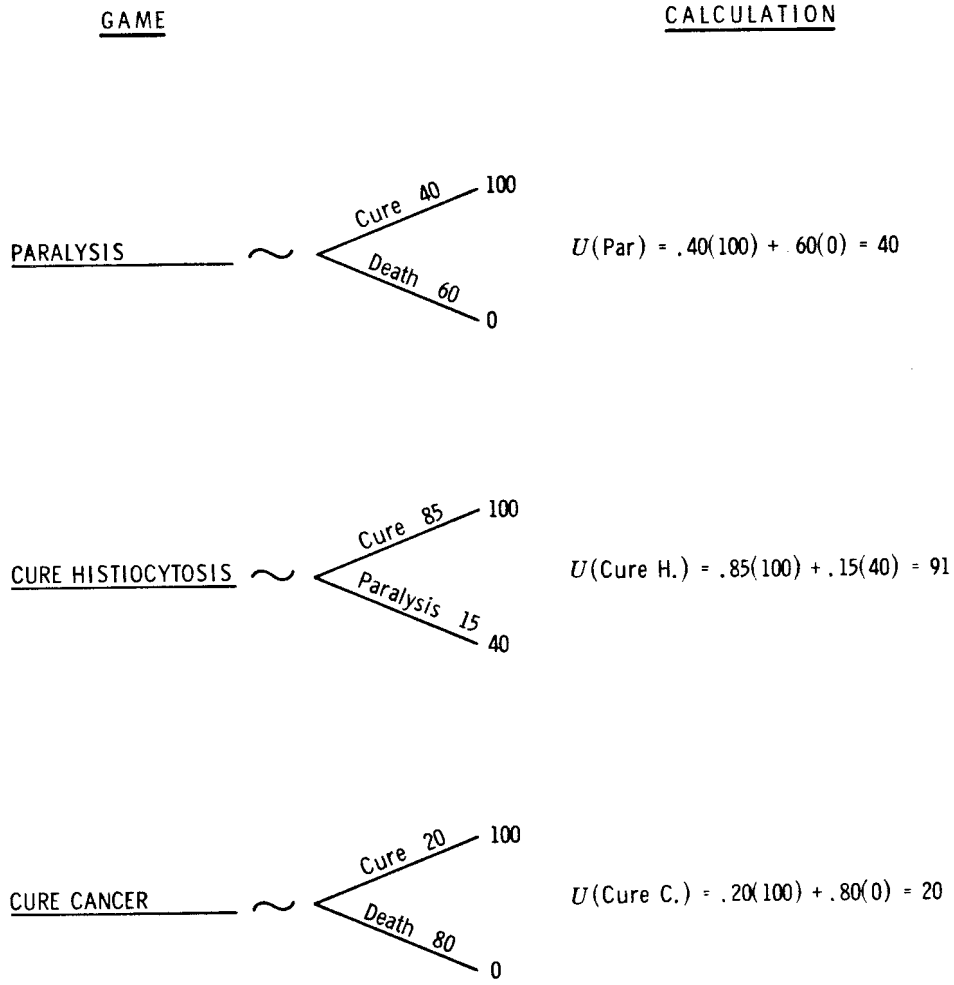 GAME
CALCULATION
Cure 40
100
PARALYSIS
~
Death 60
0
U(Par) = .40(100) + 60(0) = 40
Cure 85
100
CURE HISTIOCYTOSIS
~
Paralysis 15
40
U(Cure H.) = .85(100) + .15(40) = 91
Cure 20
100
CURE CANCER
~
Death 80
0
U(Cure C.) = .20(100) + .80(0) = 20